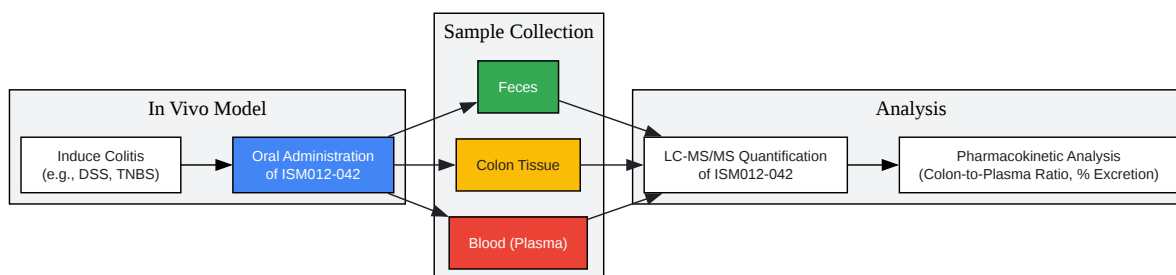 In Vivo Model
Induce Colitis
(e.g., DSS, TNBS)
Oral Administration
of ISM012-042
Sample Collection
Feces
Colon Tissue
Blood (Plasma)
Analysis
LC-MS/MS Quantification
of ISM012-042
Pharmacokinetic Analysis
(Colon-to-Plasma Ratio, % Excretion)